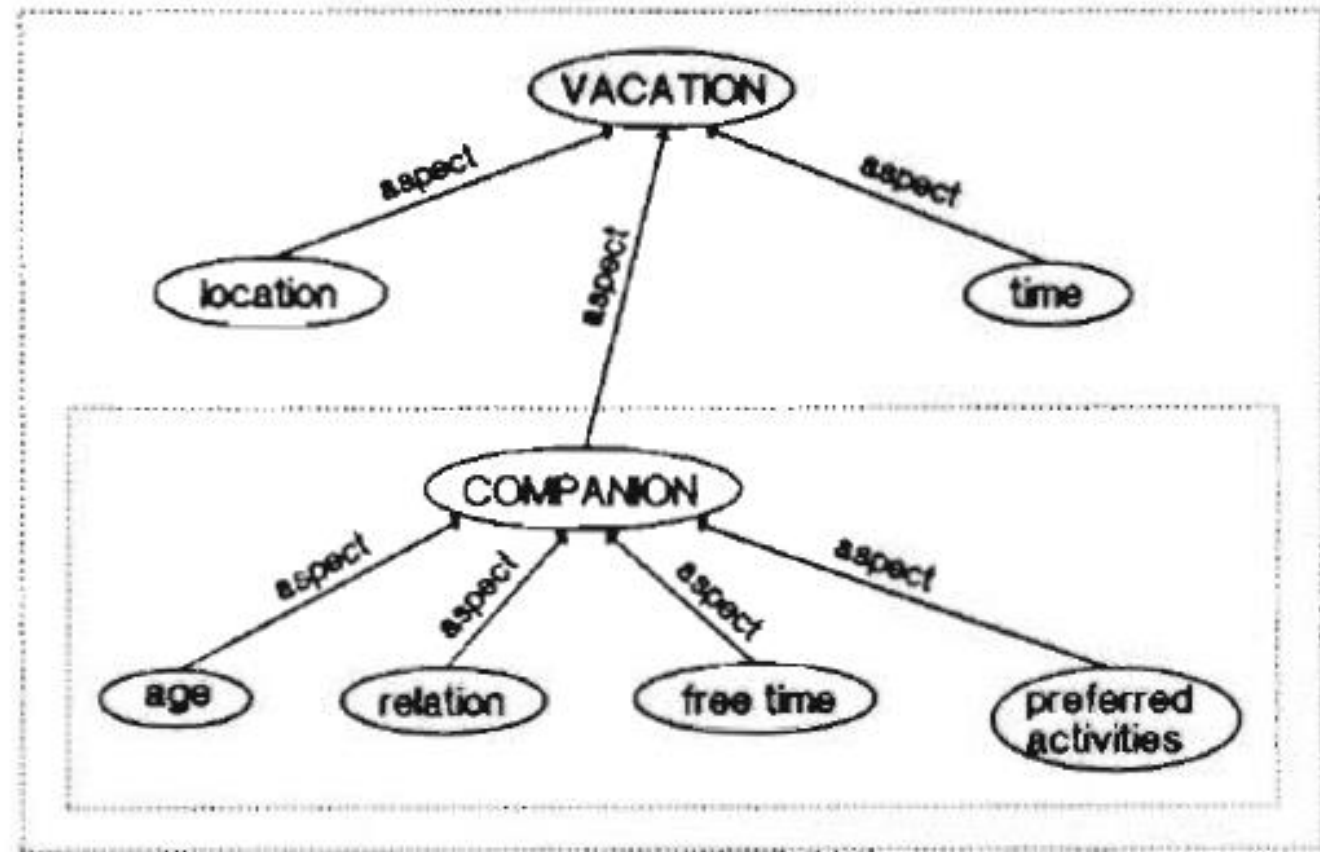 VACATION
aspect
aspect
aspect
location
time
COMPANION
aspect
aspect
aspect
aspect
age
relation
free time
preferred
activities